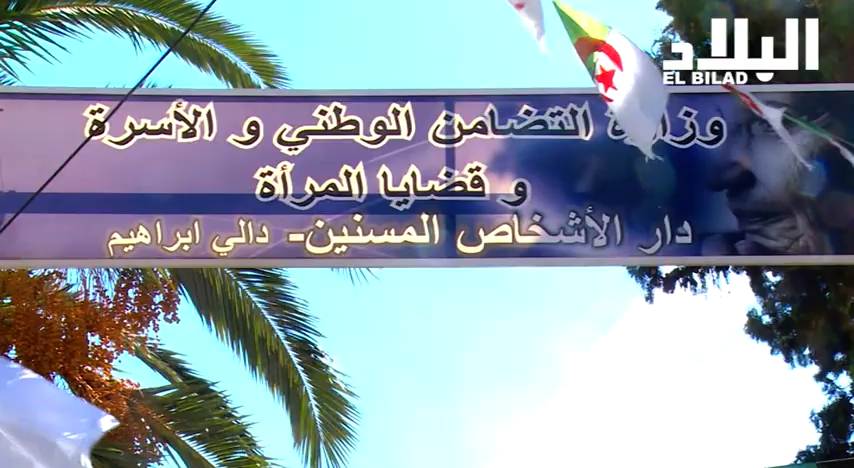 البلاد
EL BILAD
وزارة التضامن الوطني و الأسرة
و قضايا المرأة
دار الأشخاص المسنين- دالي ابراهيم